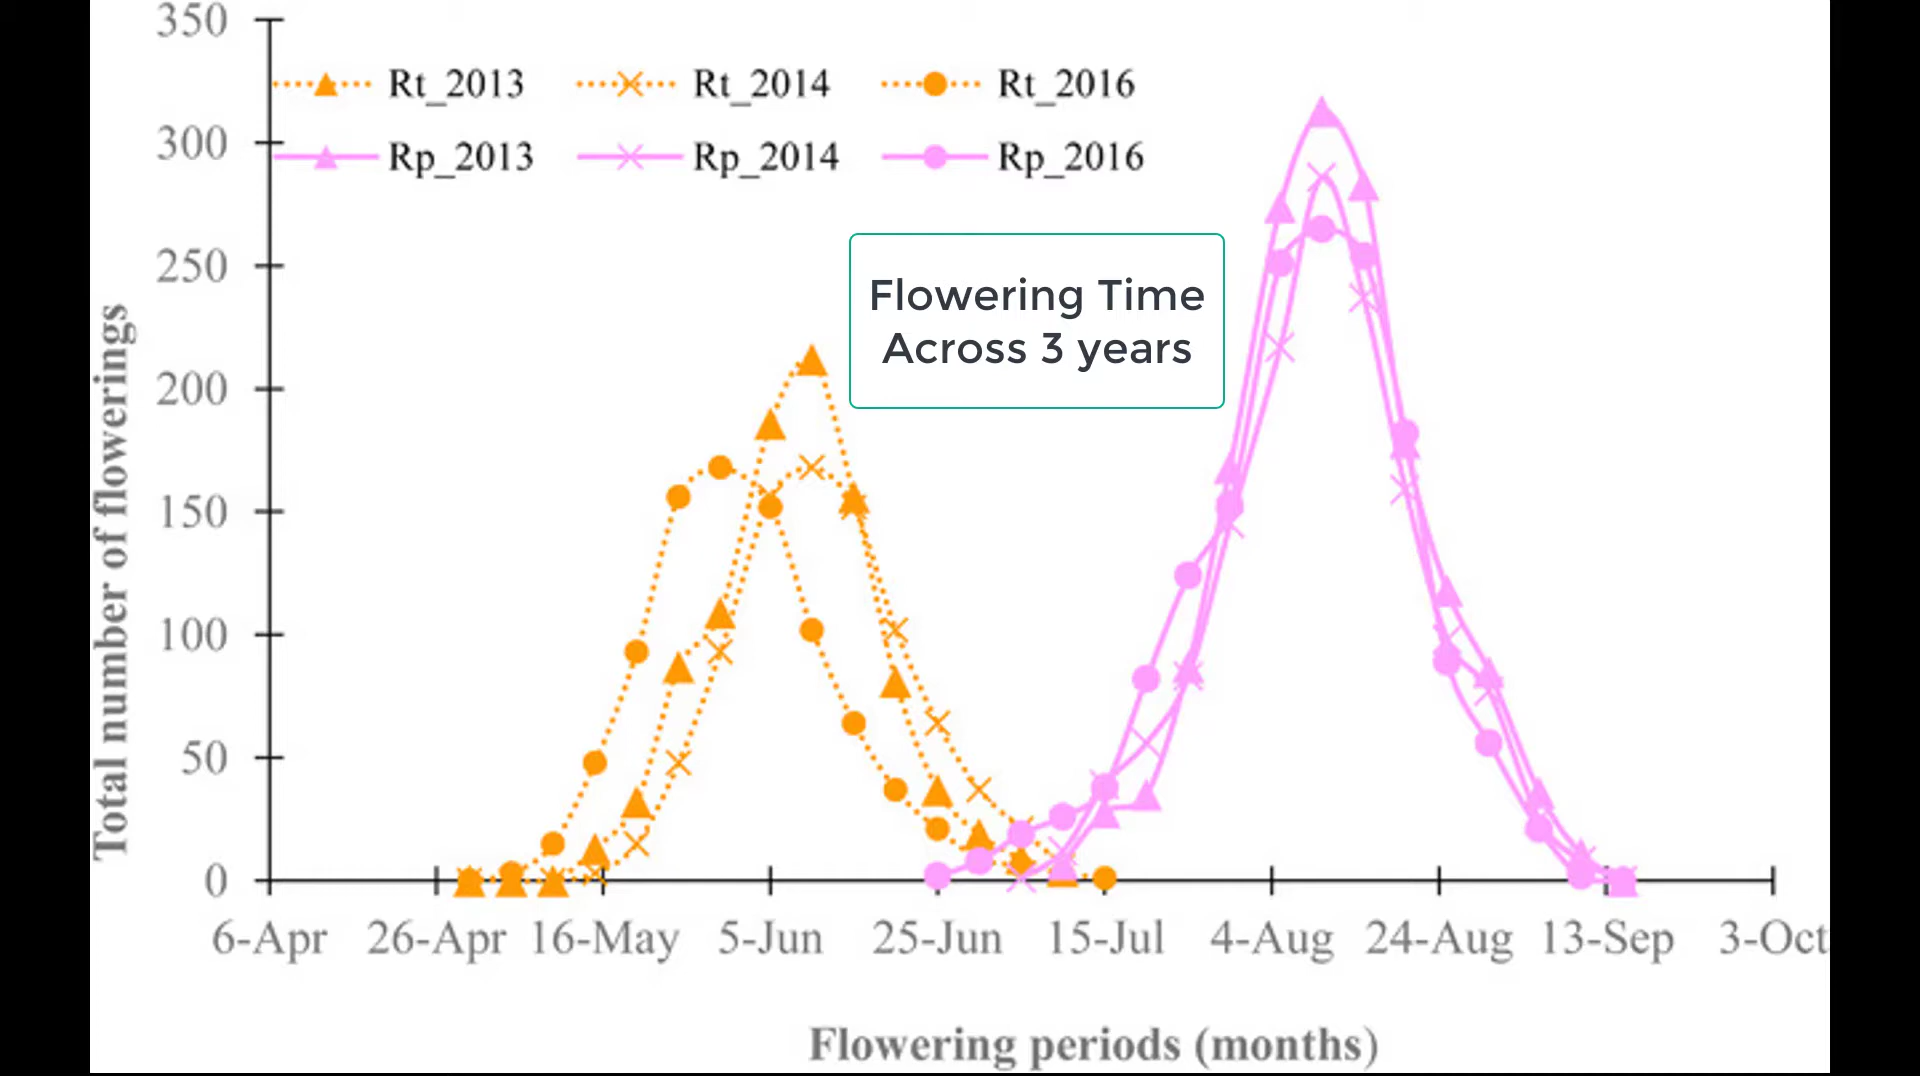 350
Rt_2013 Rt_2014 Rt_2016
300
Rp_2013 Rp_2014 Rp_2016
250
Flowering Time
Across 3 years
200
150
100
50
0
Total number of flowerings
6-Apr 26-Apr 16-May 5-Jun 25-Jun 15-Jul 4-Aug 24-Aug 13-Sep 3-Oct
Flowering periods (months)